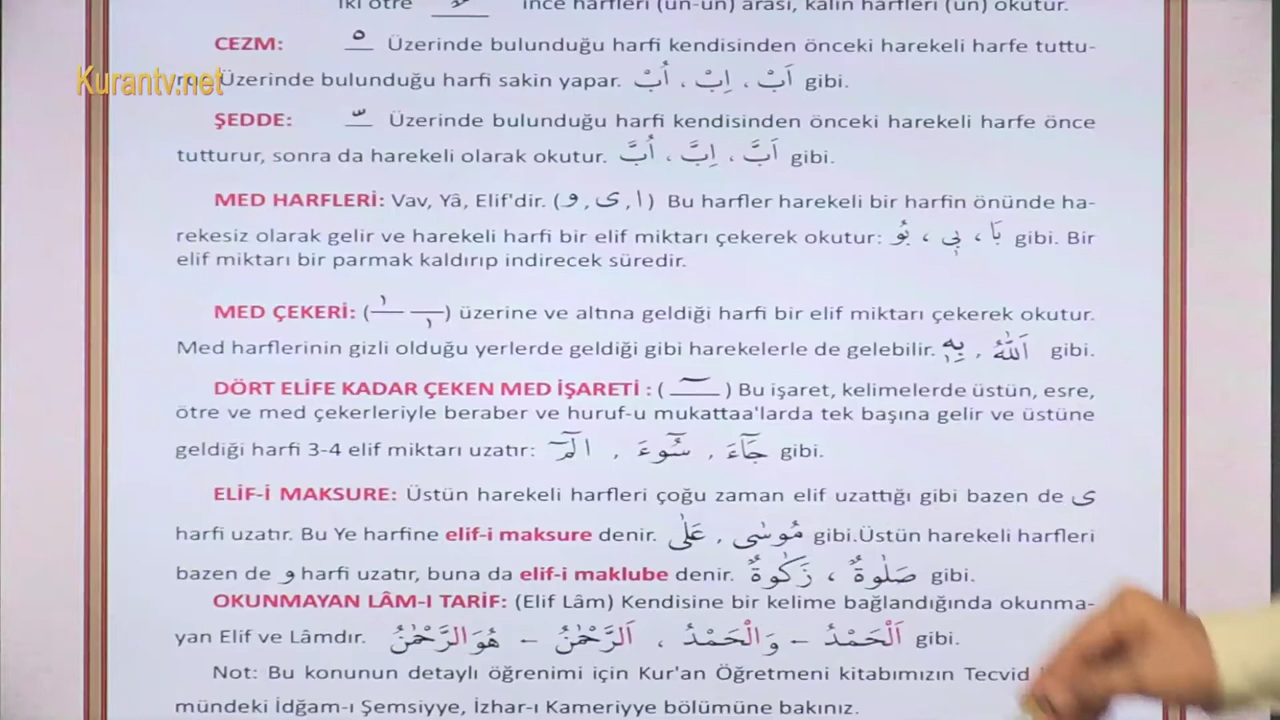 İki ötre ince harfleri (ün-un) arası, kalın harfleri (un) okutur.
CEZM: Üzerinde bulunduğu harfi kendisinden önceki harekeli harfe tuttu-
Kurantv.net
Üzerinde bulunduğu harfi sakin yapar. اَبْ ، اِبْ ، اُبْ gibi.
ŞEDDE: Üzerinde bulunduğu harfi kendisinden önceki harekeli harfe önce
tutturur, sonra da harekeli olarak okutur. اَبَّ ، اِبَّ ، اُبَّ gibi.
MED HARFLERİ: Vav, Yâ, Elif'dir. (ا , ى , و) Bu harfler harekeli bir harfin önünde ha-
rekesiz olarak gelir ve harekeli harfi bir elif miktarı çekerek okutur: بَا ، بِى ، بُو gibi. Bir
elif miktarı bir parmak kaldırıp indirecek süredir.
MED ÇEKERİ: ( ) üzerine ve altına geldiği harfi bir elif miktarı çekerek okutur.
Med harflerinin gizli olduğu yerlerde geldiği gibi harekelerle de gelebilir. اَللّٰهُ , بِهٖ gibi.
DÖRT ELİFE KADAR ÇEKEN MED İŞARETİ : ( ) Bu işaret, kelimelerde üstün, esre,
ötre ve med çekerleriyle beraber ve huruf-u mukattaa'larda tek başına gelir ve üstüne
geldiği harfi 3-4 elif miktarı uzatır: جَٓاءَ , سُٓوءَ , الٓمٓ gibi.
ELİF-İ MAKSURE: Üstün harekeli harfleri çoğu zaman elif uzattığı gibi bazen de ى
harfi uzatır. Bu Ye harfine elif-i maksure denir. مُوسٰى , عَلٰى gibi.Üstün harekeli harfleri
bazen de و harfi uzatır, buna da elif-i maklube denir. صَلٰوةٌ ، زَكٰوةٌ gibi.
OKUNMAYAN LÂM-I TARİF: (Elif Lâm) Kendisine bir kelime bağlandığında okunma-
yan Elif ve Lâmdır. اَلْحَمْدُ – وَالْحَمْدُ ، اَلرَّحْمٰنُ – هُوَ الرَّحْمٰنُ gibi.
Not: Bu konunun detaylı öğrenimi için Kur'an Öğretmeni kitabımızın Tecvid
mündeki İdğam-ı Şemsiyye, İzhar-ı Kameriyye bölümüne bakınız.